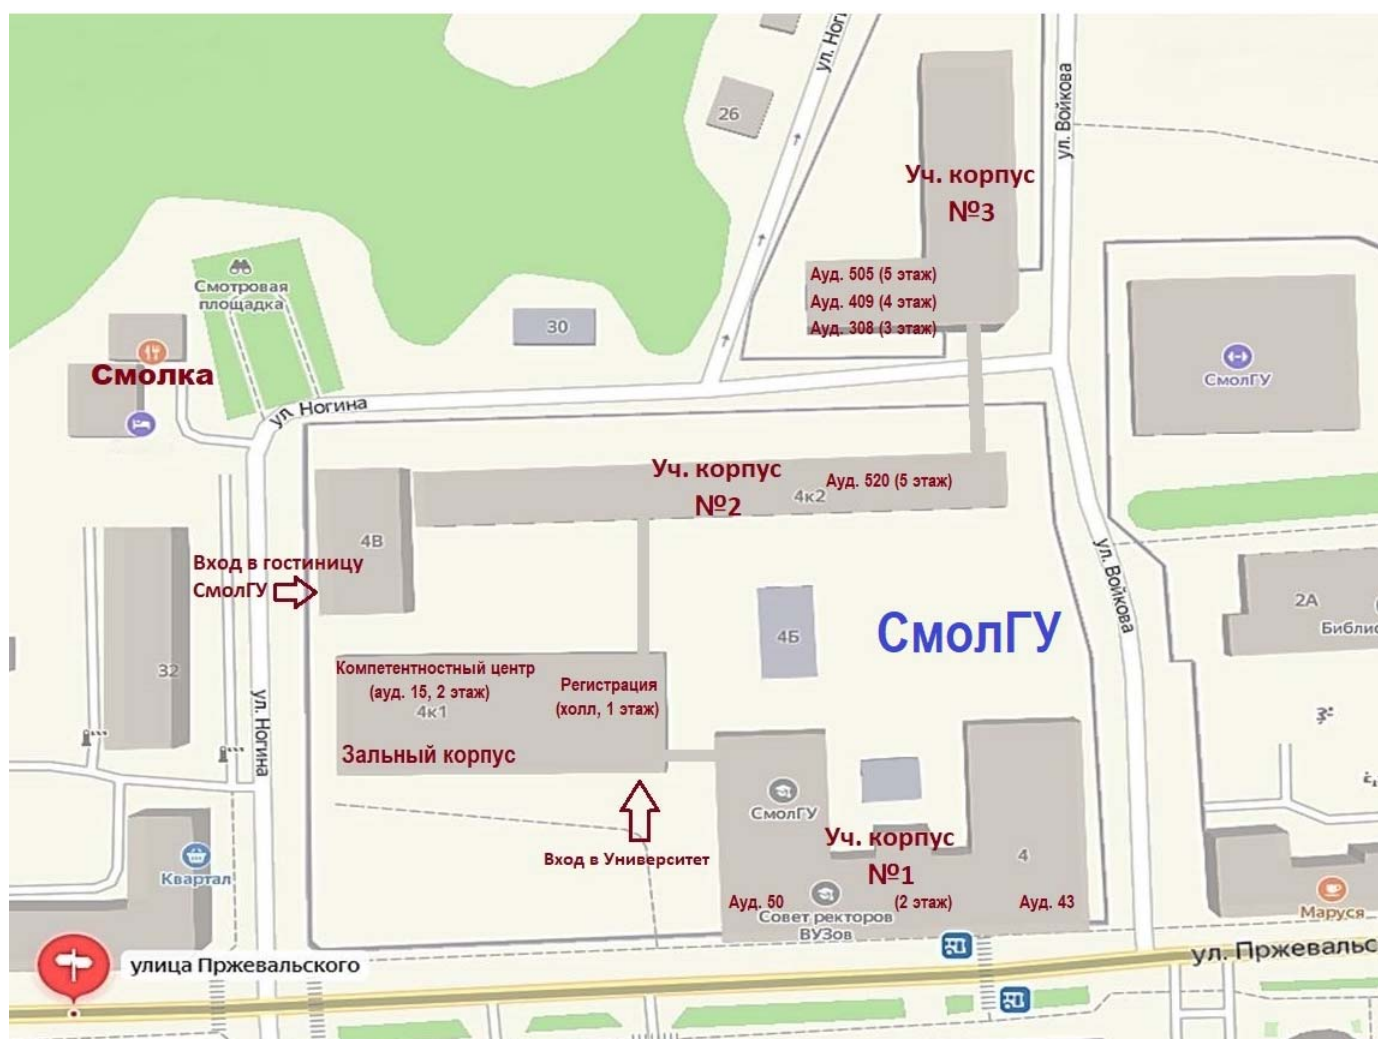 ул. Ноги
26
ул. Войкова
Уч. корпус
№3
Ауд. 505 (5 этаж)
Ауд. 409 (4 этаж)
Ауд. 308 (3 этаж)
Смотровая
площадка
30
Смолка
ул. Ногина
СмолГУ
Уч. корпус
№2
Ауд. 520 (5 этаж)
4к2
4В
Вход в гостиницу
СмолГУ
ул. Войкова
2А
Библио
4Б
СмолГУ
32
Компетентностный центр
(ауд. 15, 2 этаж)
4к1
Регистрация
(холл, 1 этаж)
Зальный корпус
ул. Ногина
СмолГУ
Вход в Университет
Уч. корпус
№1
4
Квартал
Ауд. 50
(2 этаж)
Ауд. 43
Совет ректоров
ВУЗов
Маруся
улица Пржевальского
ул. Пржевальс